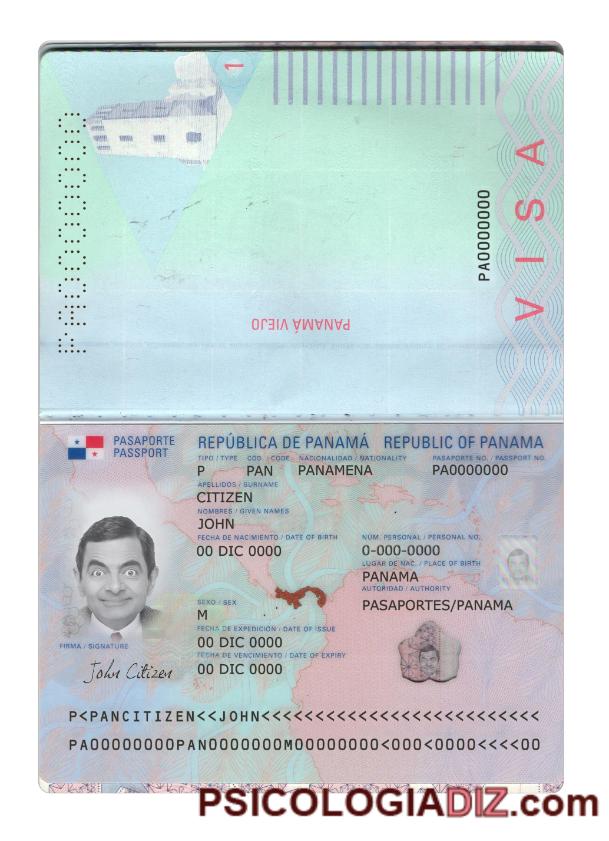 1
PA0000000
PA0000000
VISA
PANAMÁ VIEJO
PASAPORTE
PASSPORT
REPÚBLICA DE PANAMÁ REPUBLIC OF PANAMA
TIPO / TYPE COD. / CODE NACIONALIDAD / NATIONALITY PASAPORTE NO. / PASSPORT NO.
P PAN PANAMENA PA0000000
APELLIDOS / SURNAME
CITIZEN
NOMBRES / GIVEN NAMES
JOHN
FECHA DE NACIMIENTO / DATE OF BIRTH NÚM. PERSONAL / PERSONAL NO.
00 DIC 0000 0-000-0000
LUGAR DE NAC. / PLACE OF BIRTH
PANAMA
AUTORIDAD / AUTHORITY
SEXO / SEX PASAPORTES/PANAMA
M
FECHA DE EXPEDICIÓN / DATE OF ISSUE
00 DIC 0000
FECHA DE VENCIMIENTO / DATE OF EXPIRY
00 DIC 0000
FIRMA / SIGNATURE
John Citizen
P<PANCITIZEN<<JOHN<<<<<<<<<<<<<<<<<<<<<<<<<<
PA00000000PAN0000000M00000000<000<0000<<<<00
PSICOLOGIADIZ.com